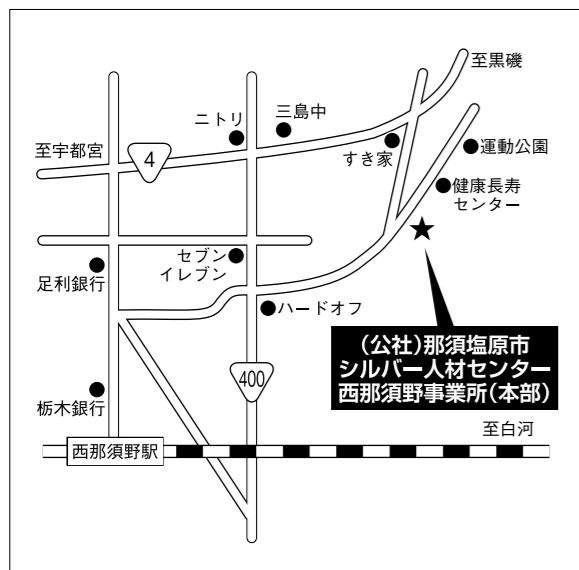 至黒磯
三島中
ニトリ
至宇都宮
4
すき家
運動公園
健康長寿
センター
セブン
イレブン
足利銀行
ハードオフ
(公社)那須塩原市
シルバー人材センター
西那須野事業所(本部)
400
栃木銀行
至白河
西那須野駅